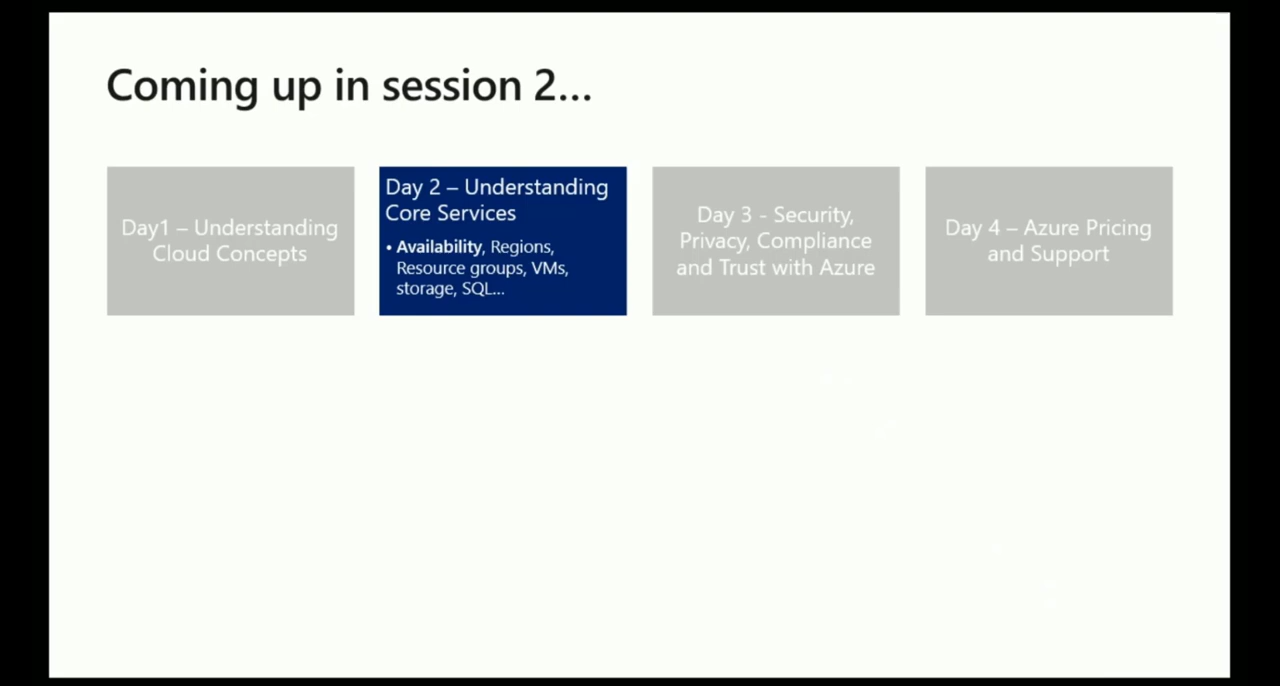 Coming up in session 2...
Day1 – Understanding
Cloud Concepts
Day 2 – Understanding
Core Services
• Availability, Regions,
Resource groups, VMs,
storage, SQL...
Day 3 - Security,
Privacy, Compliance
and Trust with Azure
Day 4 – Azure Pricing
and Support